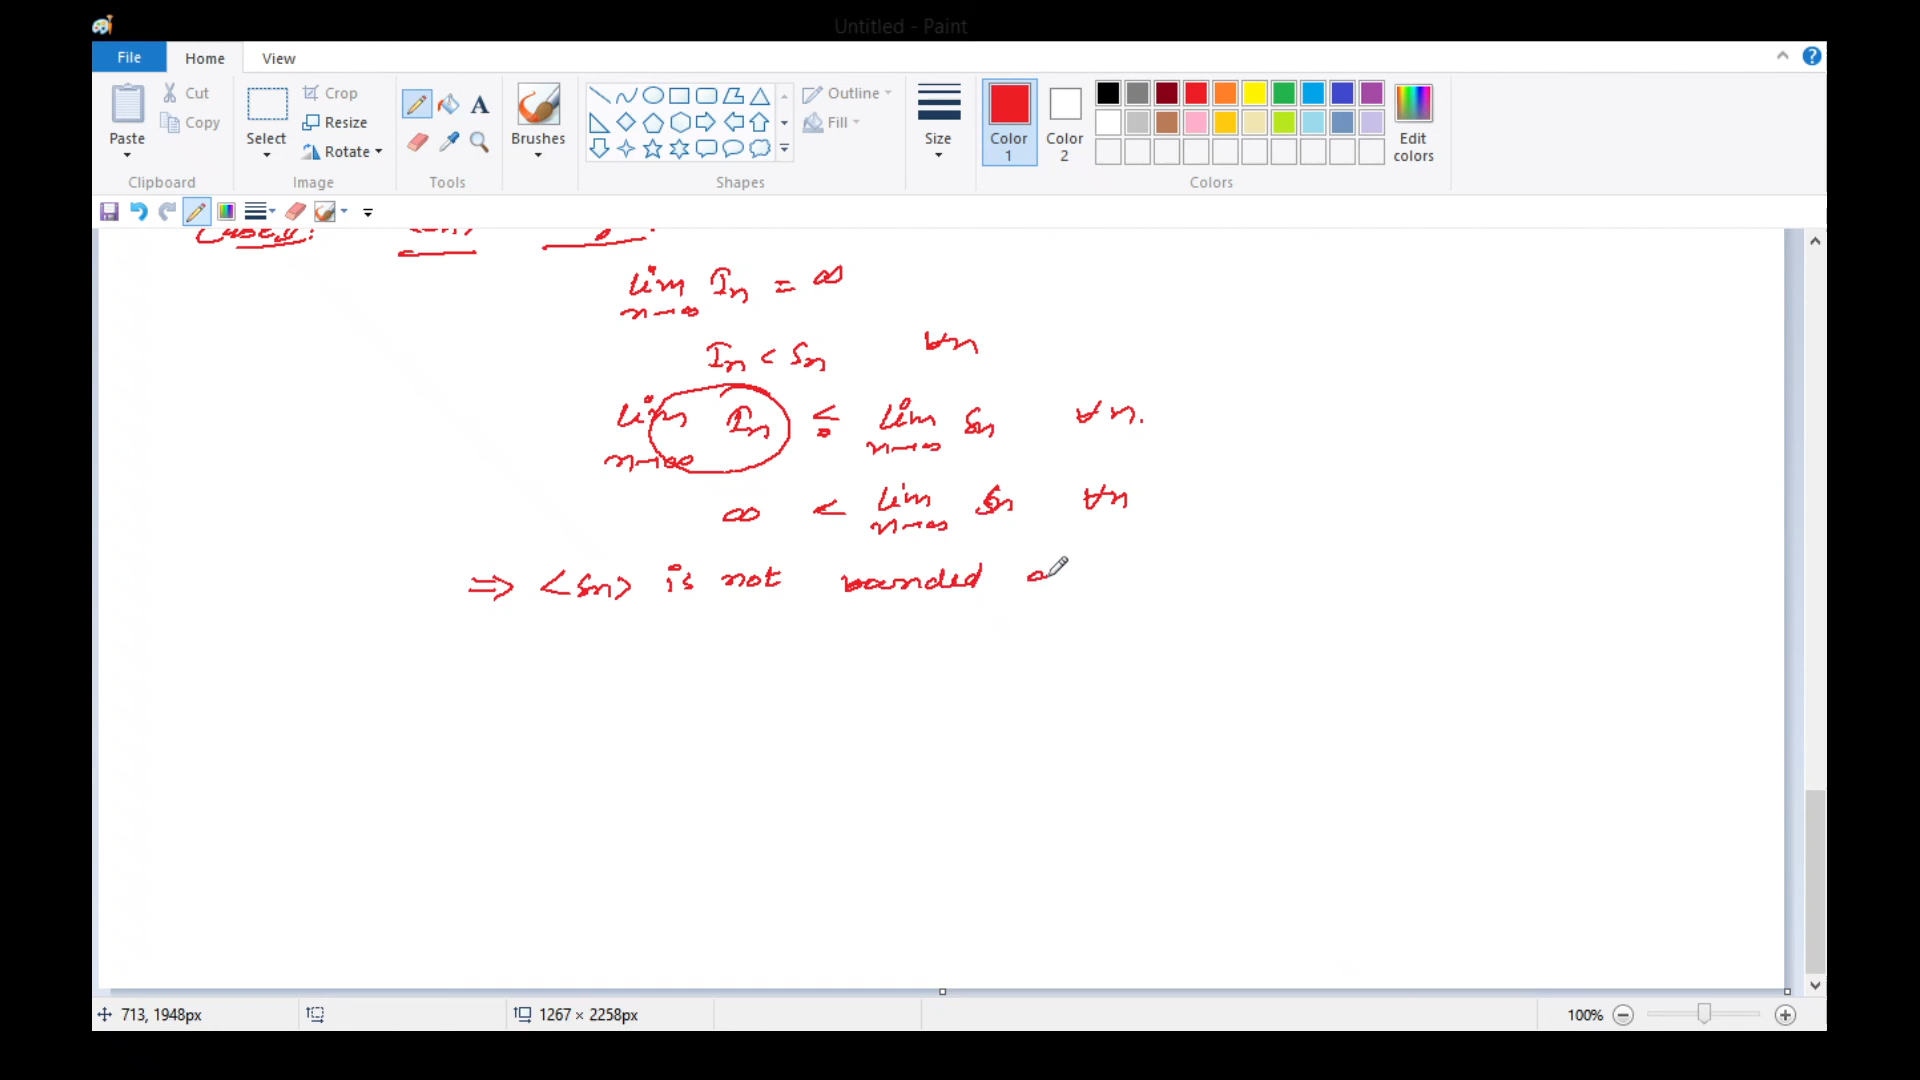 Untitled - Paint
File Home View
Paste Cut Copy Clipboard
Select Crop Resize Rotate Image
Tools
Brushes
Outline Fill Shapes
Size
Color 1 Color 2 Edit colors Colors
lim n→∞ In = ∞
In < Sn ∀n
lim n→∞ In ≤ lim n→∞ Sn ∀n.
∞ < lim n→∞ Sn ∀n
⇒ <Sn> is not bounded a
713, 1948px 1267 × 2258px 100%